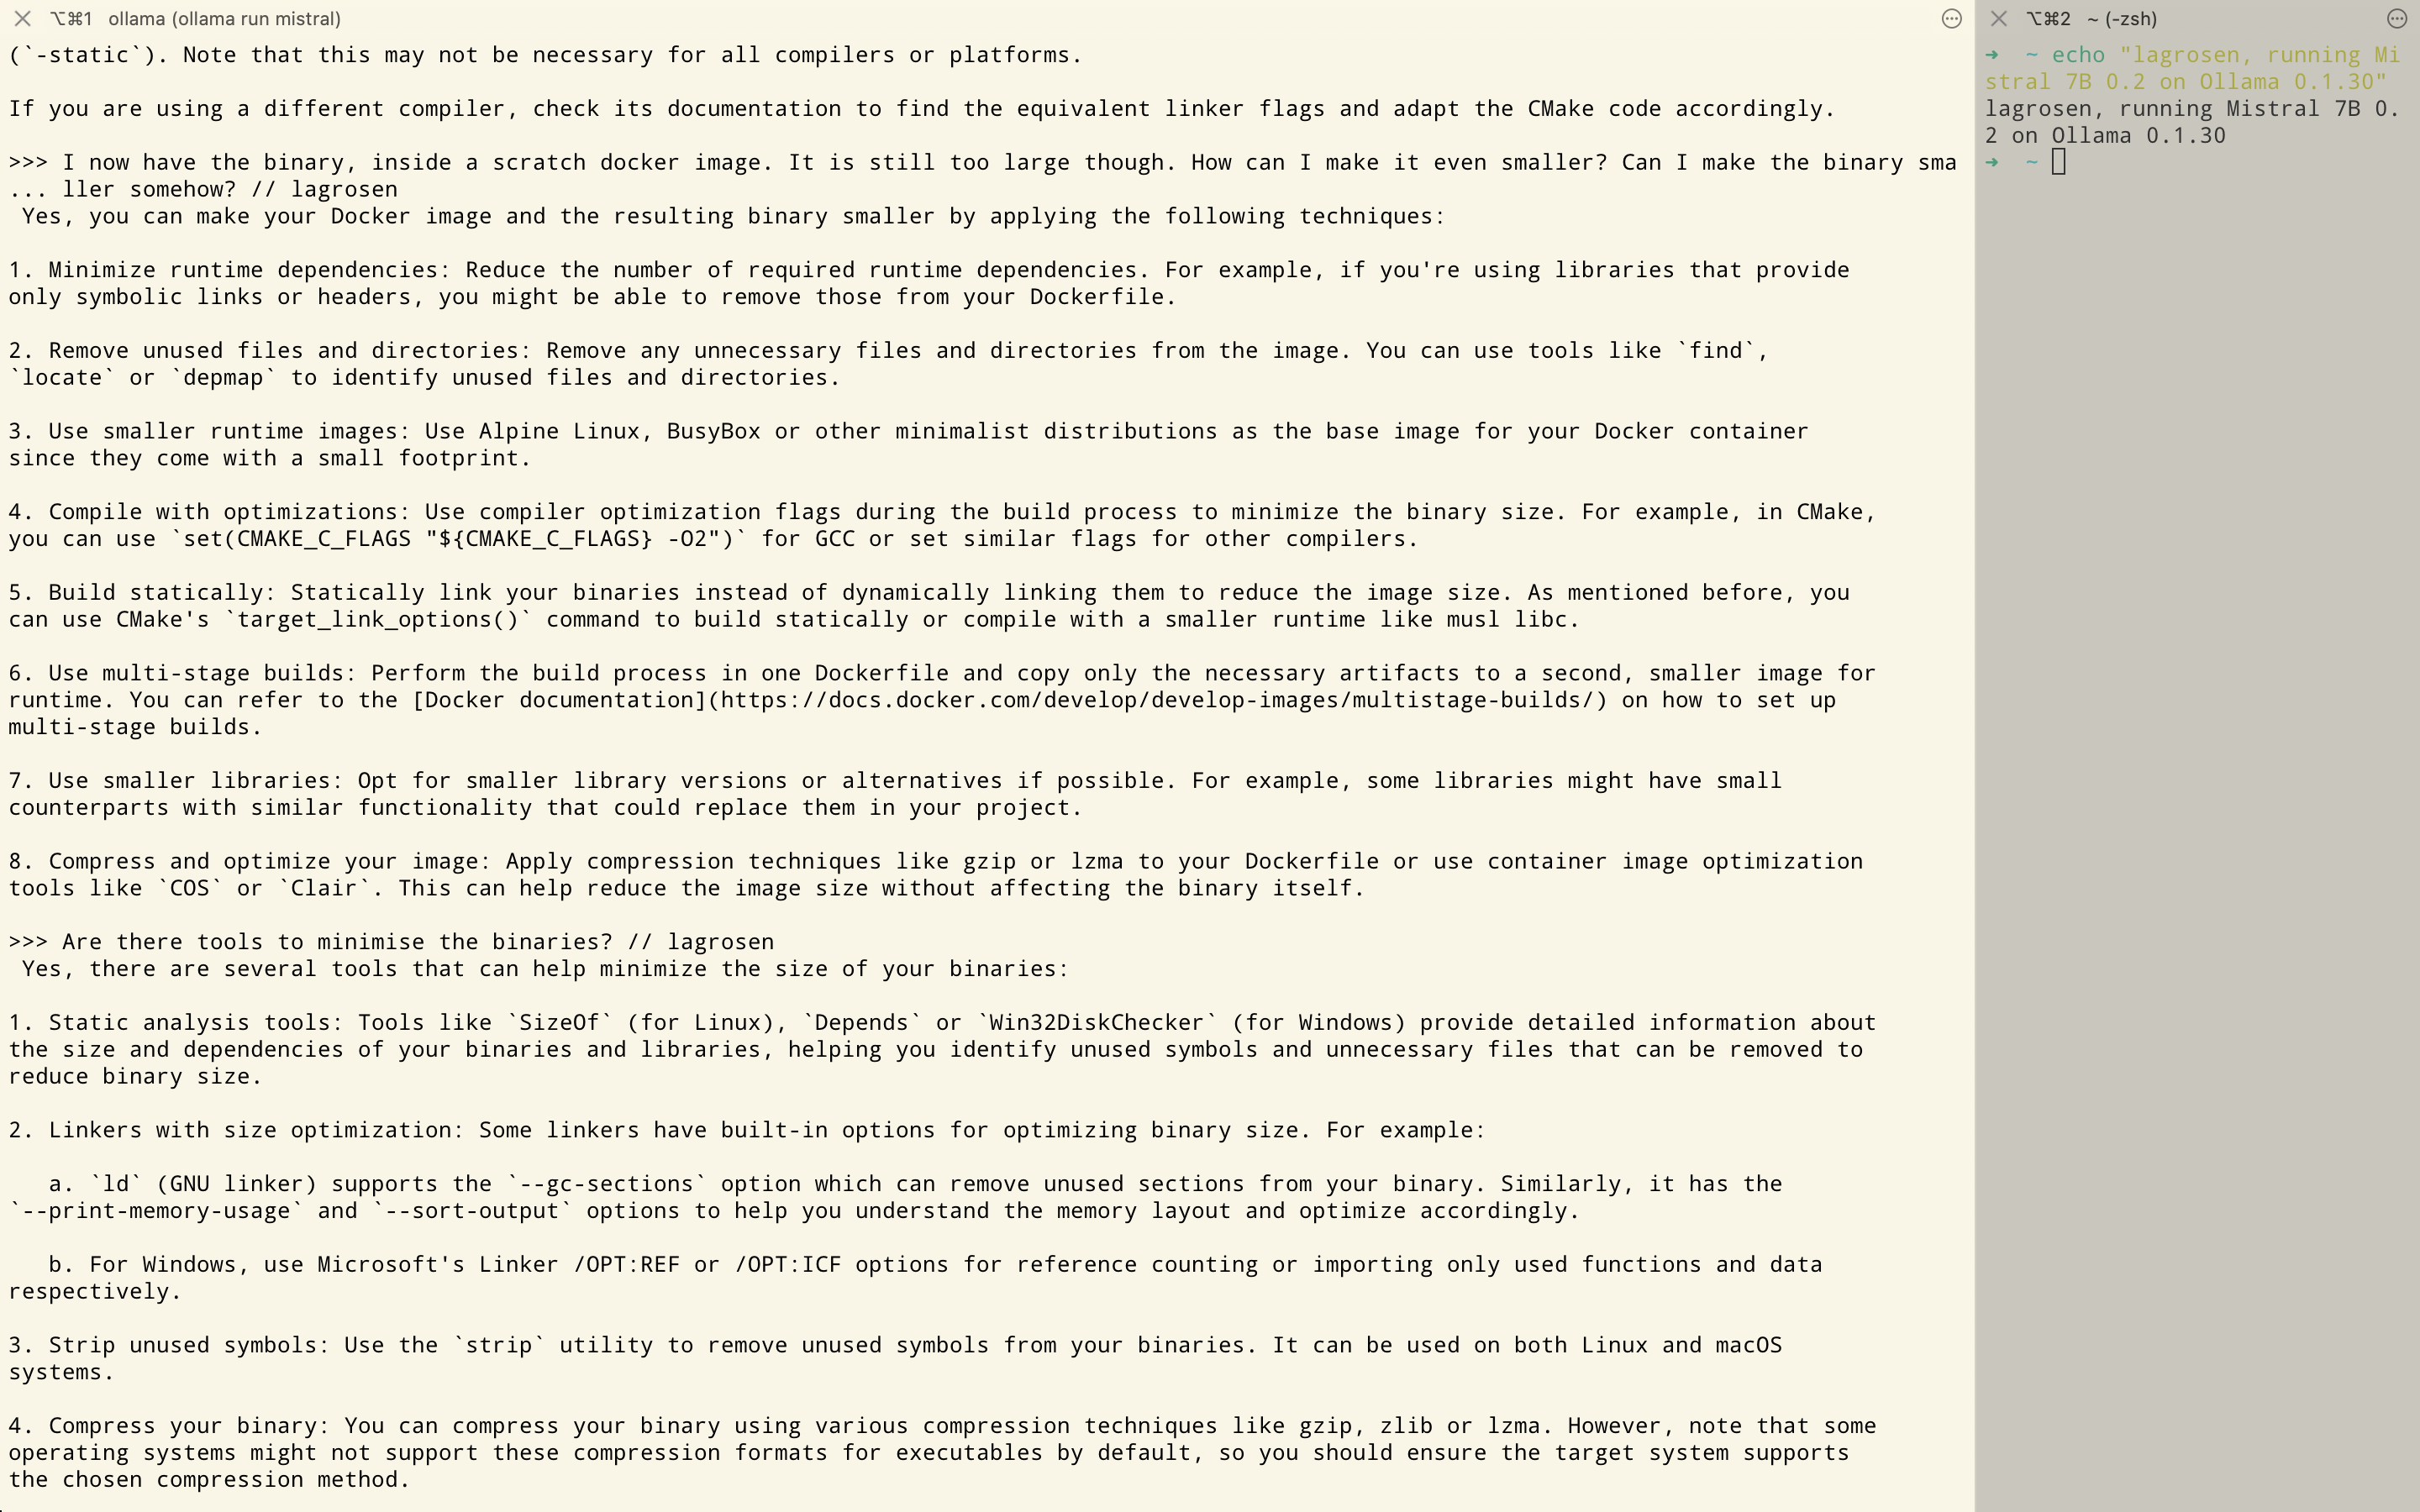 ⌥⌘1 ollama (ollama run mistral)
(`-static`). Note that this may not be necessary for all compilers or platforms.
If you are using a different compiler, check its documentation to find the equivalent linker flags and adapt the CMake code accordingly.
>>> I now have the binary, inside a scratch docker image. It is still too large though. How can I make it even smaller? Can I make the binary sma
... ller somehow? // lagrosen
Yes, you can make your Docker image and the resulting binary smaller by applying the following techniques:
1. Minimize runtime dependencies: Reduce the number of required runtime dependencies. For example, if you're using libraries that provide
only symbolic links or headers, you might be able to remove those from your Dockerfile.
2. Remove unused files and directories: Remove any unnecessary files and directories from the image. You can use tools like `find`,
`locate` or `depmap` to identify unused files and directories.
3. Use smaller runtime images: Use Alpine Linux, BusyBox or other minimalist distributions as the base image for your Docker container
since they come with a small footprint.
4. Compile with optimizations: Use compiler optimization flags during the build process to minimize the binary size. For example, in CMake,
you can use `set(CMAKE_C_FLAGS "${CMAKE_C_FLAGS} -O2")` for GCC or set similar flags for other compilers.
5. Build statically: Statically link your binaries instead of dynamically linking them to reduce the image size. As mentioned before, you
can use CMake's `target_link_options()` command to build statically or compile with a smaller runtime like musl libc.
6. Use multi-stage builds: Perform the build process in one Dockerfile and copy only the necessary artifacts to a second, smaller image for
runtime. You can refer to the [Docker documentation](https://docs.docker.com/develop/develop-images/multistage-builds/) on how to set up
multi-stage builds.
7. Use smaller libraries: Opt for smaller library versions or alternatives if possible. For example, some libraries might have small
counterparts with similar functionality that could replace them in your project.
8. Compress and optimize your image: Apply compression techniques like gzip or lzma to your Dockerfile or use container image optimization
tools like `COS` or `Clair`. This can help reduce the image size without affecting the binary itself.
>>> Are there tools to minimise the binaries? // lagrosen
Yes, there are several tools that can help minimize the size of your binaries:
1. Static analysis tools: Tools like `SizeOf` (for Linux), `Depends` or `Win32DiskChecker` (for Windows) provide detailed information about
the size and dependencies of your binaries and libraries, helping you identify unused symbols and unnecessary files that can be removed to
reduce binary size.
2. Linkers with size optimization: Some linkers have built-in options for optimizing binary size. For example:
a. `ld` (GNU linker) supports the `--gc-sections` option which can remove unused sections from your binary. Similarly, it has the
`--print-memory-usage` and `--sort-output` options to help you understand the memory layout and optimize accordingly.
b. For Windows, use Microsoft's Linker /OPT:REF or /OPT:ICF options for reference counting or importing only used functions and data
respectively.
3. Strip unused symbols: Use the `strip` utility to remove unused symbols from your binaries. It can be used on both Linux and macOS
systems.
4. Compress your binary: You can compress your binary using various compression techniques like gzip, zlib or lzma. However, note that some
operating systems might not support these compression formats for executables by default, so you should ensure the target system supports
the chosen compression method.
⌥⌘2 ~ (-zsh)
➜ ~ echo "lagrosen, running Mi
stral 7B 0.2 on Ollama 0.1.30"
lagrosen, running Mistral 7B 0.
2 on Ollama 0.1.30
➜ ~